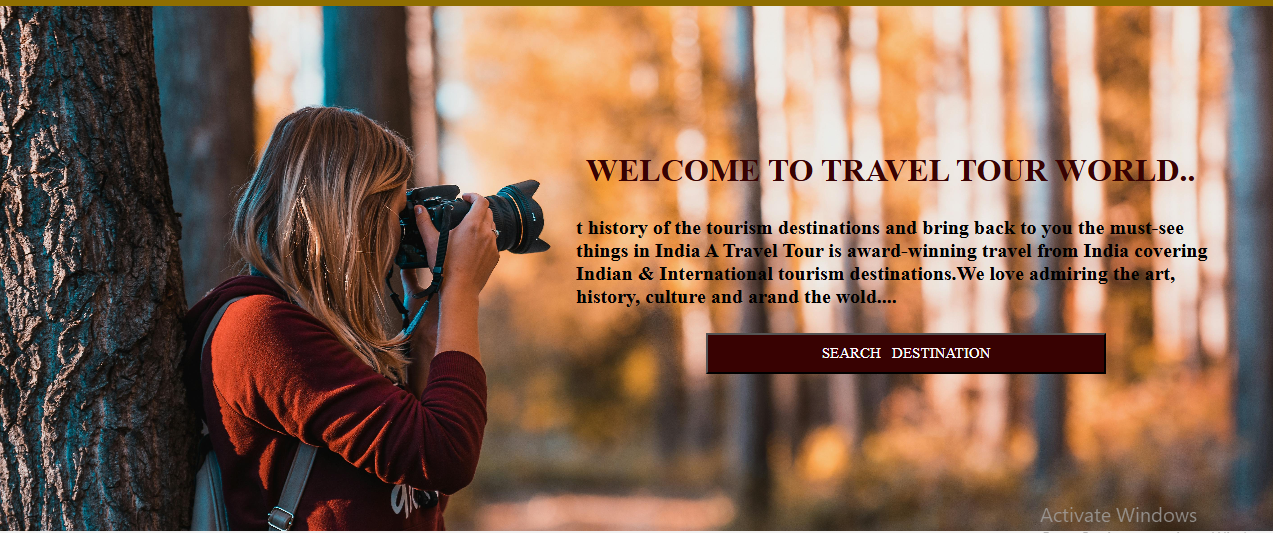 WELCOME TO TRAVEL TOUR WORLD..
t history of the tourism destinations and bring back to you the must-see
things in India A Travel Tour is award-winning travel from India covering
Indian & International tourism destinations.We love admiring the art,
history, culture and arand the wold....
SEARCH DESTINATION
Activate Windows